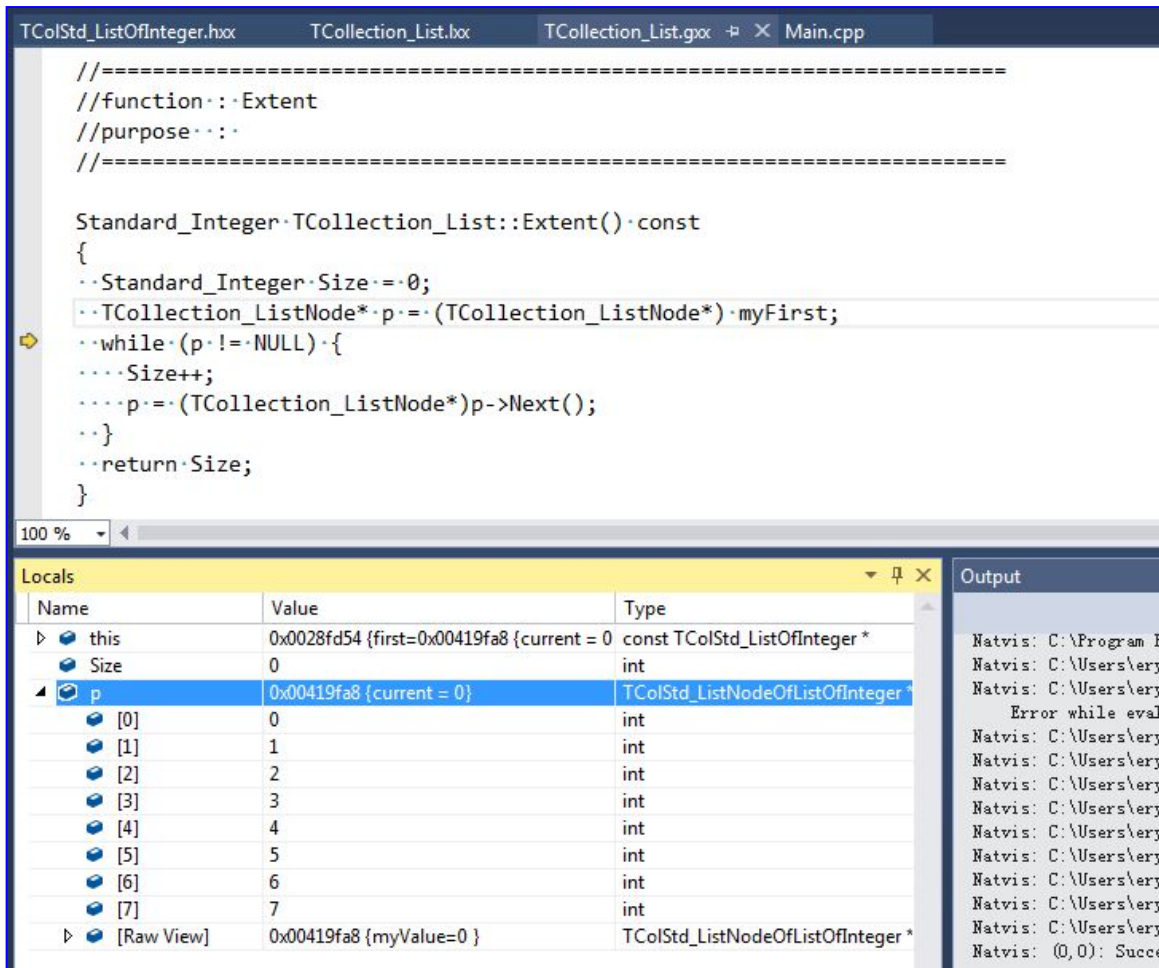 TColStd_ListOfInteger.hxx TCollection_List.lxx TCollection_List.gxx Main.cpp
//======================================================================
//function : Extent
//purpose  :
//======================================================================
Standard_Integer TCollection_List::Extent() const
{
  Standard_Integer Size = 0;
  TCollection_ListNode* p = (TCollection_ListNode*) myFirst;
  while (p != NULL) {
    Size++;
    p = (TCollection_ListNode*)p->Next();
  }
  return Size;
}
100 %
Locals
Name Value Type
this 0x0028fd54 {first=0x00419fa8 {current = 0 const TColStd_ListOfInteger *
Size 0 int
p 0x00419fa8 {current = 0} TColStd_ListNodeOfListOfInteger *
[0] 0 int
[1] 1 int
[2] 2 int
[3] 3 int
[4] 4 int
[5] 5 int
[6] 6 int
[7] 7 int
[Raw View] 0x00419fa8 {myValue=0 } TColStd_ListNodeOfListOfInteger *
Output
Natvis: C:\Program
Natvis: C:\Users\ery
Natvis: C:\Users\ery
Error while eval
Natvis: C:\Users\ery
Natvis: C:\Users\ery
Natvis: C:\Users\ery
Natvis: C:\Users\ery
Natvis: C:\Users\ery
Natvis: C:\Users\ery
Natvis: C:\Users\ery
Natvis: C:\Users\ery
Natvis: C:\Users\ery
Natvis: (0,0): Succe